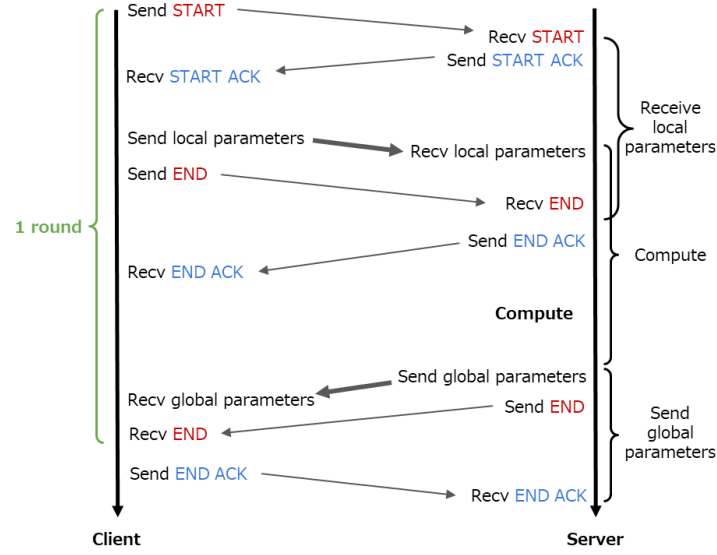 Send START
Recv START
Send START ACK
Recv START ACK
Receive
local
parameters
Send local parameters
Recv local parameters
Send END
Recv END
1 round
Send END ACK
Compute
Recv END ACK
Compute
Send global parameters
Recv global parameters
Send END
Send
global
parameters
Recv END
Send END ACK
Recv END ACK
Client
Server